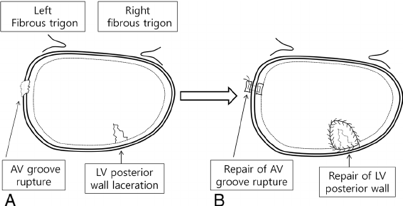 Left
Fibrous trigon
Right
fibrous trigon
AV groove
rupture
LV posterior
wall laceration
A
Repair of AV
groove rupture
Repair of LV
posterior wall
B